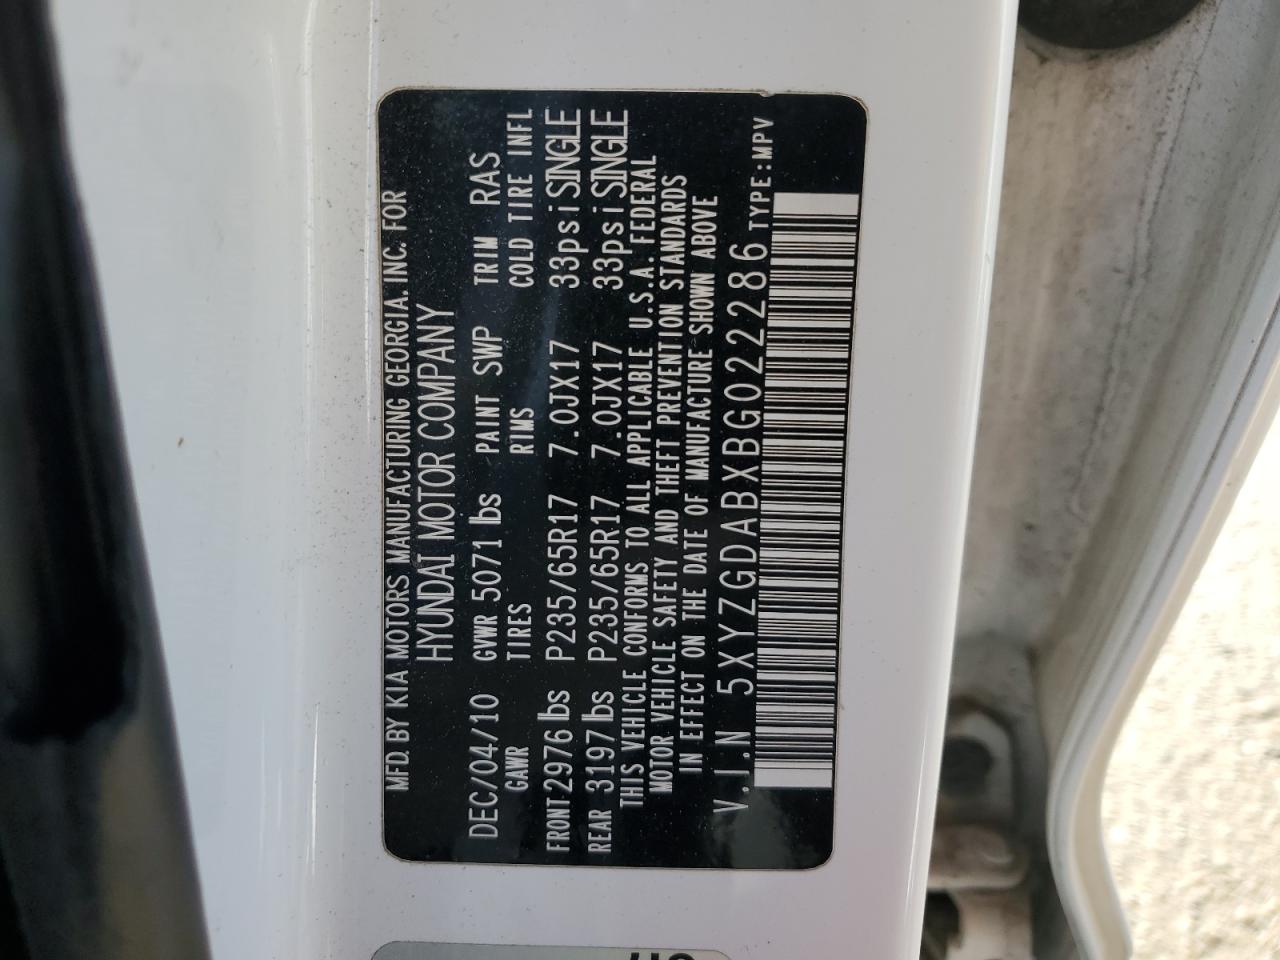 MFD. BY KIA MOTORS MANUFACTURING GEORGIA. INC. FOR
HYUNDAI MOTOR COMPANY
DEC/04/10 GVWR 5071 lbs PAINT SWP TRIM RAS
GAWR TIRES RIMS COLD TIRE INFL
FRONT 2976 lbs P235/65R17 7.0JX17 33psi SINGLE
REAR 3197 lbs P235/65R17 7.0JX17 33psi SINGLE
THIS VEHICLE CONFORMS TO ALL APPLICABLE U.S.A. FEDERAL
MOTOR VEHICLE SAFETY AND THEFT PREVENTION STANDARDS
IN EFFECT ON THE DATE OF MANUFACTURE SHOWN ABOVE
V.I.N 5XYZGDABXBG022286 TYPE:MPV